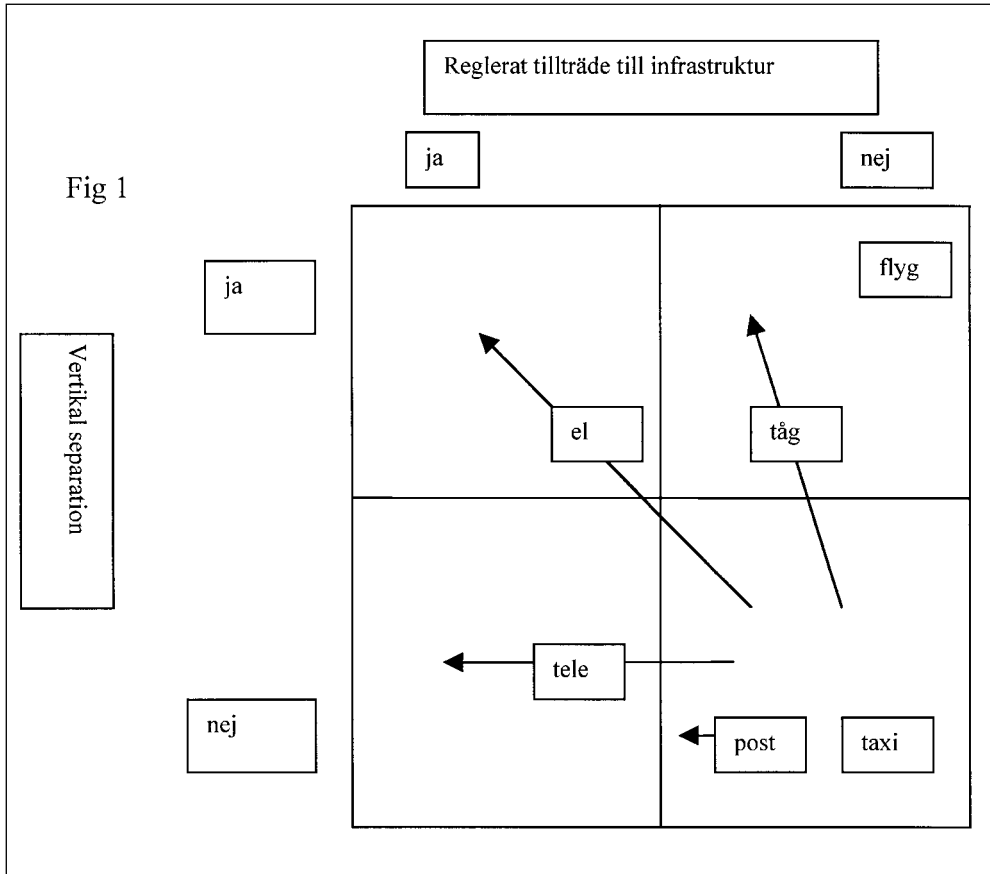 Reglerat tillträde till infrastruktur
ja
nej
Fig 1
flyg
ja
Vertikal separation
el
tåg
tele
nej
post
taxi